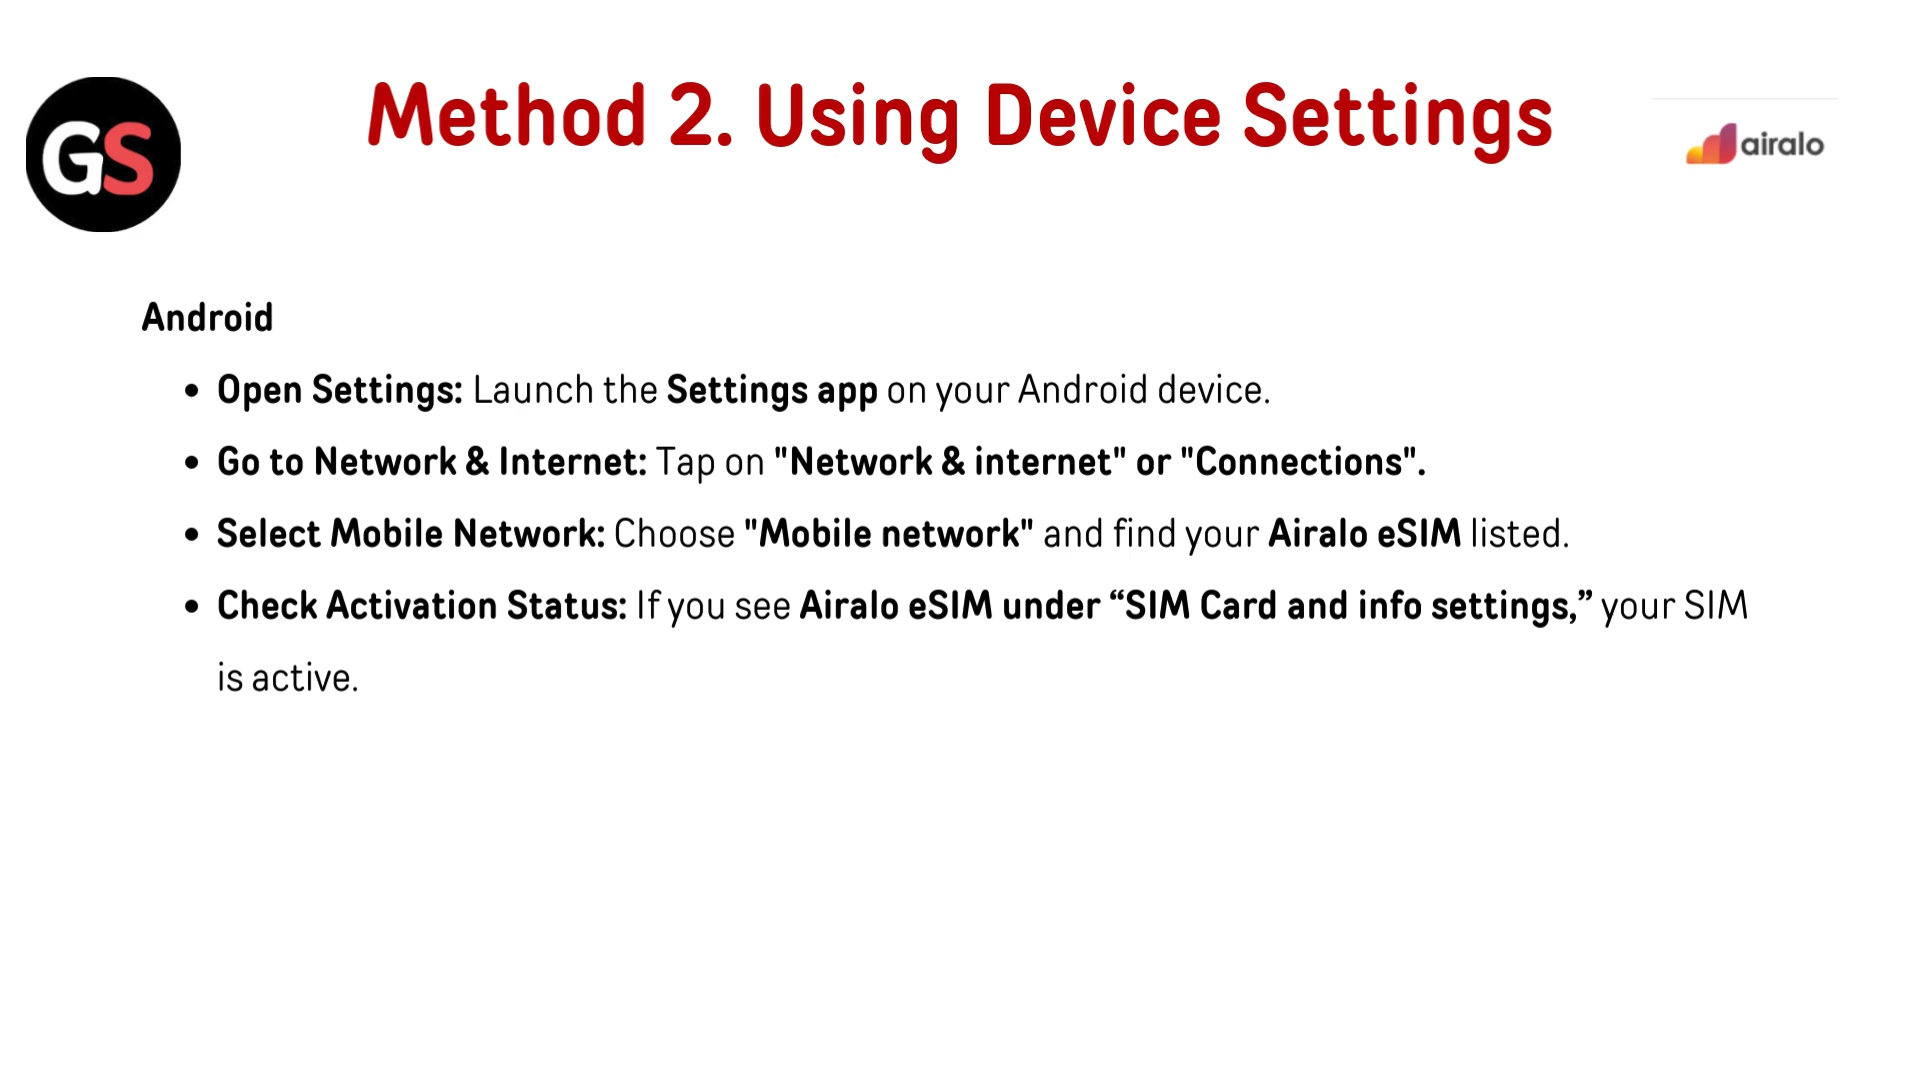 GS
Method 2. Using Device Settings
airalo
Android
• Open Settings: Launch the Settings app on your Android device.
• Go to Network & Internet: Tap on "Network & internet" or "Connections".
• Select Mobile Network: Choose "Mobile network" and find your Airalo eSIM listed.
• Check Activation Status: If you see Airalo eSIM under “SIM Card and info settings,” your SIM
is active.